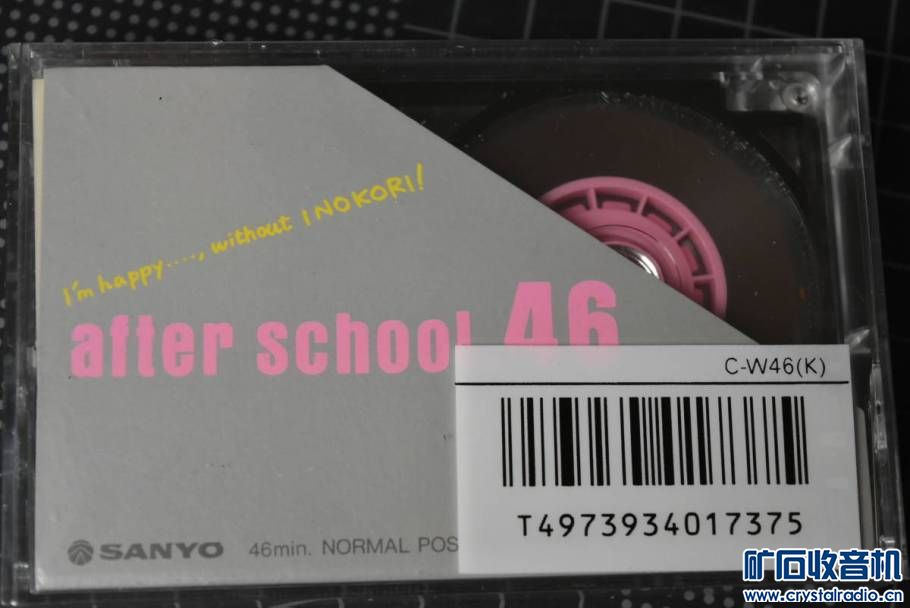 I'm happy...., without INOKORI!
after school 46
C-W46(K)
T4973934017375
SANYO 46min. NORMAL POS
矿石收音机
www.crystalradio.cn